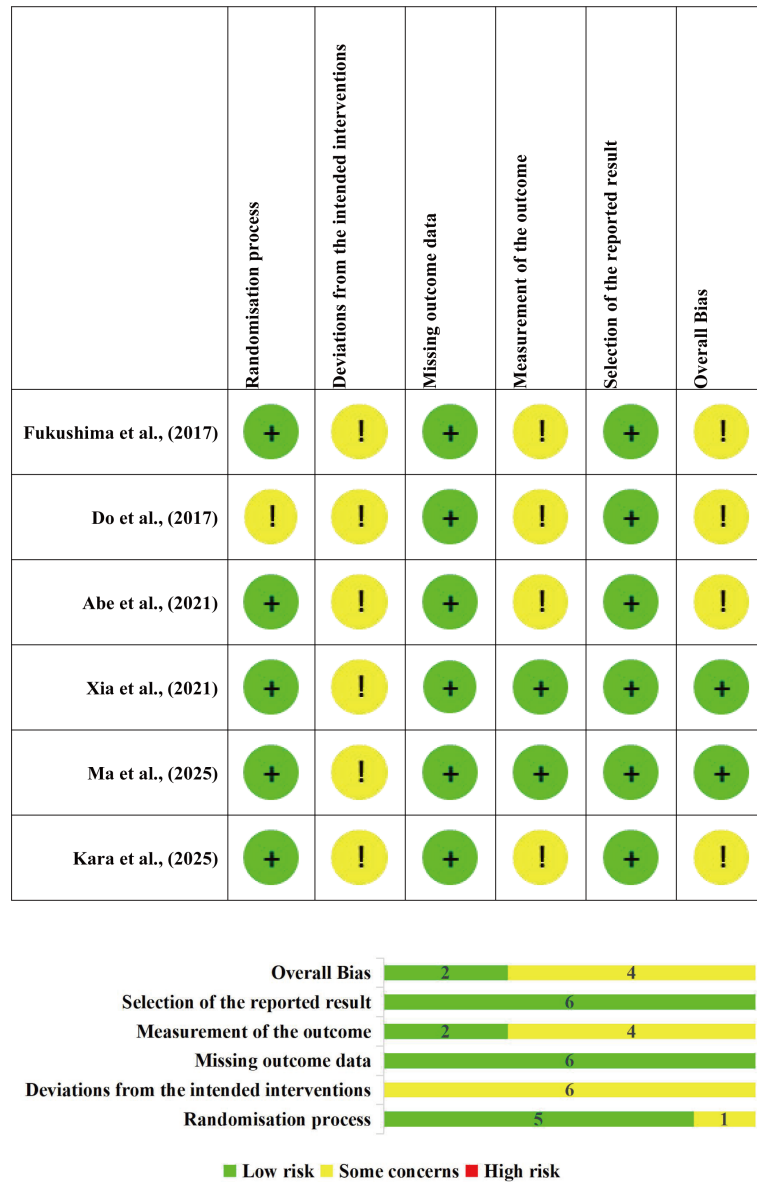 Randomisation process
Deviations from the intended interventions
Missing outcome data
Measurement of the outcome
Selection of the reported result
Overall Bias
Fukushima et al., (2017) + ! + ! + !
Do et al., (2017) ! ! + ! + !
Abe et al., (2021) + ! + ! + !
Xia et al., (2021) + ! + + + +
Ma et al., (2025) + ! + + + +
Kara et al., (2025) + ! + ! + !
Overall Bias 2 4
Selection of the reported result 6
Measurement of the outcome 2 4
Missing outcome data 6
Deviations from the intended interventions 6
Randomisation process 5 1
Low risk Some concerns High risk